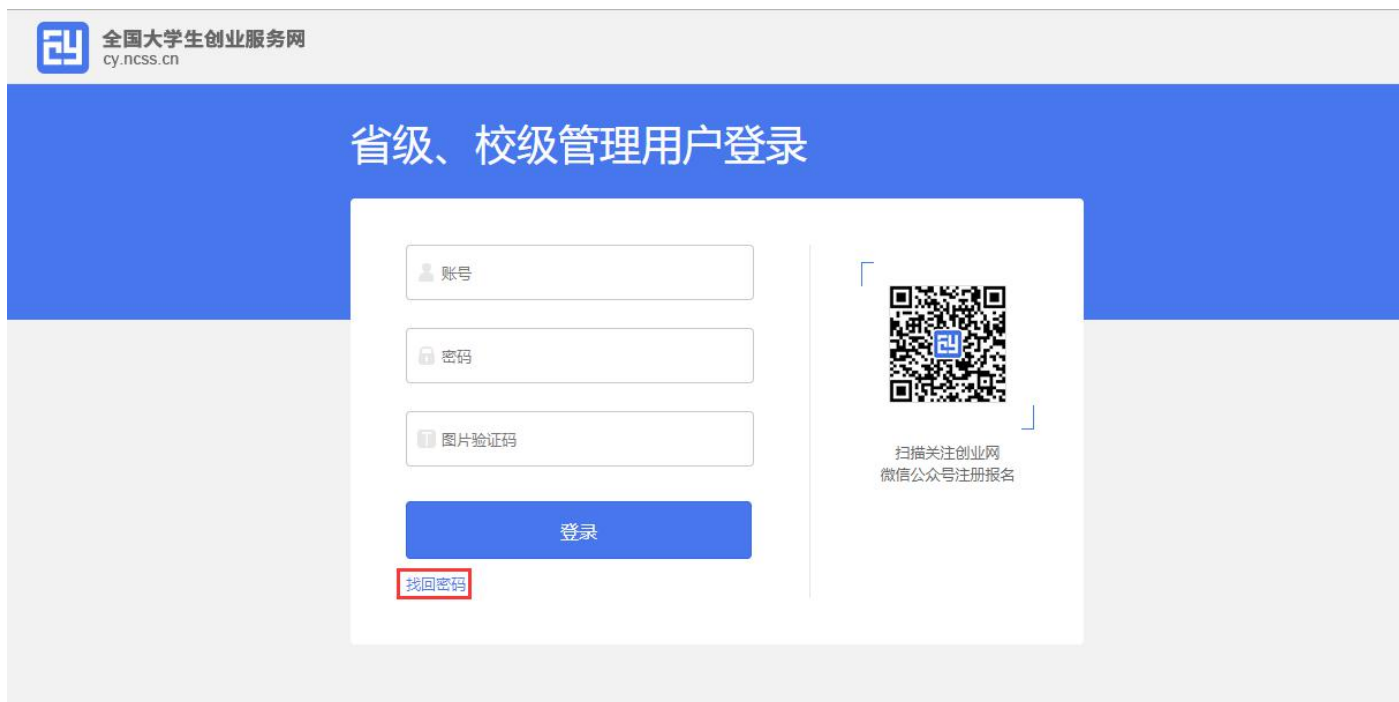 全国大学生创业服务网
cy.ncss.cn
省级、校级管理用户登录
账号
密码
图片验证码
登录
找回密码
扫描关注创业网
微信公众号注册报名